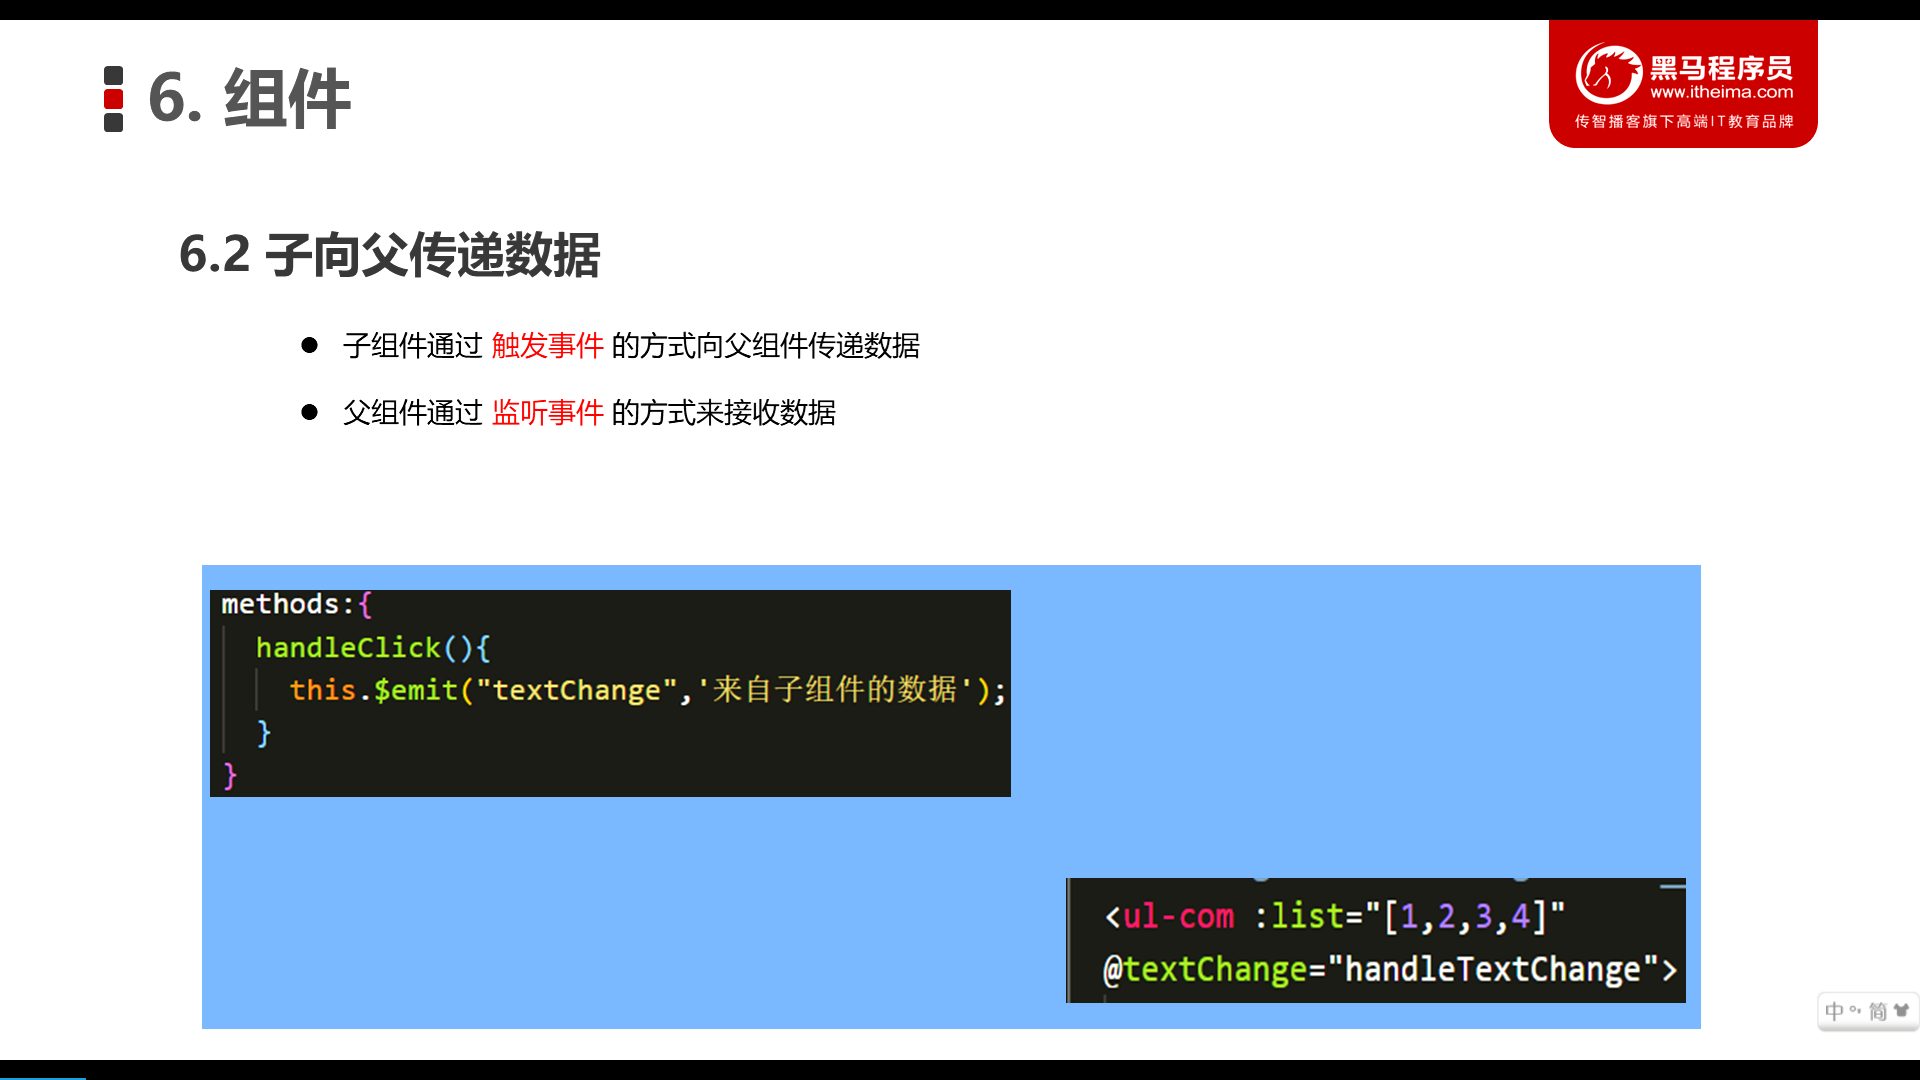 6. 组件
黑马程序员
www.itheima.com
传智播客旗下高端IT教育品牌
6.2 子向父传递数据
● 子组件通过 触发事件 的方式向父组件传递数据
● 父组件通过 监听事件 的方式来接收数据
methods:{
handleClick(){
this.$emit("textChange",'来自子组件的数据');
}
}
<ul-com :list="[1,2,3,4]"
@textChange="handleTextChange">
中 °, 简